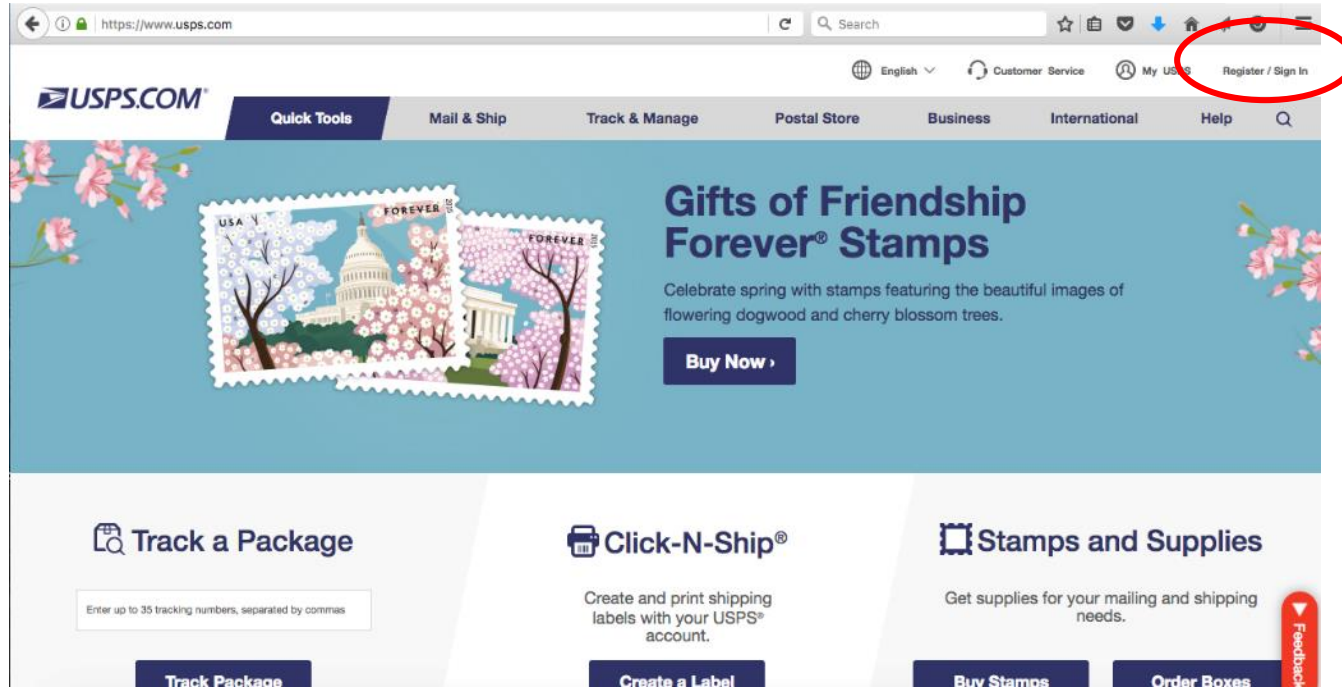 https://www.usps.com
Search
English
Customer Service
My USPS
Register / Sign In
USPS.COM®
Quick Tools
Mail & Ship
Track & Manage
Postal Store
Business
International
Help
USA
FOREVER
2015
FOREVER
2015
Gifts of Friendship
Forever® Stamps
Celebrate spring with stamps featuring the beautiful images of
flowering dogwood and cherry blossom trees.
Buy Now ›
Track a Package
Enter up to 35 tracking numbers, separated by commas
Track Package
Click-N-Ship®
Create and print shipping
labels with your USPS®
account.
Create a Label
Stamps and Supplies
Get supplies for your mailing and shipping
needs.
Buy Stamps
Order Boxes
Feedback